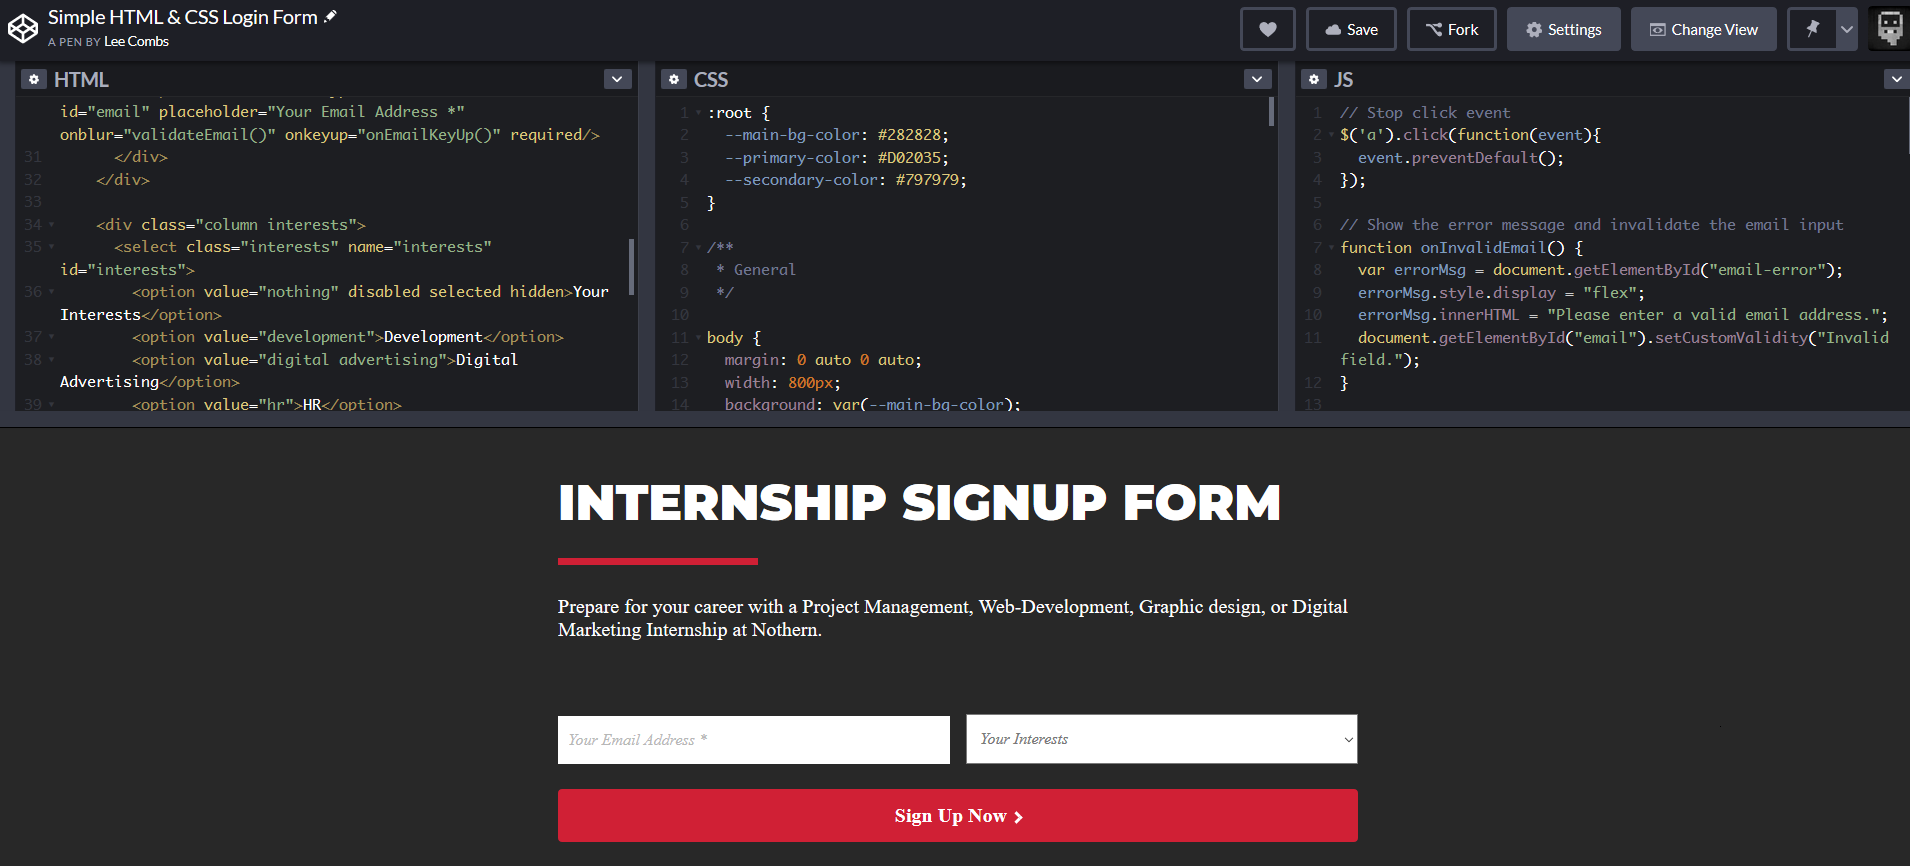 Simple HTML & CSS Login Form
A PEN BY Lee Combs
Save
Fork
Settings
Change View
HTML
id="email" placeholder="Your Email Address *"
onblur="validateEmail()" onkeyup="onEmailKeyUp()" required/>
31 </div>
32 </div>
33
34 <div class="column interests">
35 <select class="interests" name="interests"
id="interests">
36 <option value="nothing" disabled selected hidden>Your
Interests</option>
37 <option value="development">Development</option>
38 <option value="digital advertising">Digital
Advertising</option>
39 <option value="hr">HR</option>
CSS
1 :root {
2 --main-bg-color: #282828;
3 --primary-color: #D02035;
4 --secondary-color: #797979;
5 }
6
7 /**
8 * General
9 */
10
11 body {
12 margin: 0 auto 0 auto;
13 width: 800px;
14 background: var(--main-bg-color);
JS
1 // Stop click event
2 $('a').click(function(event){
3 event.preventDefault();
4 });
5
6 // Show the error message and invalidate the email input
7 function onInvalidEmail() {
8 var errorMsg = document.getElementById("email-error");
9 errorMsg.style.display = "flex";
10 errorMsg.innerHTML = "Please enter a valid email address.";
11 document.getElementById("email").setCustomValidity("Invalid
field.");
12 }
13
INTERNSHIP SIGNUP FORM
Prepare for your career with a Project Management, Web-Development, Graphic design, or Digital
Marketing Internship at Nothern.
Your Email Address *
Your Interests
Sign Up Now